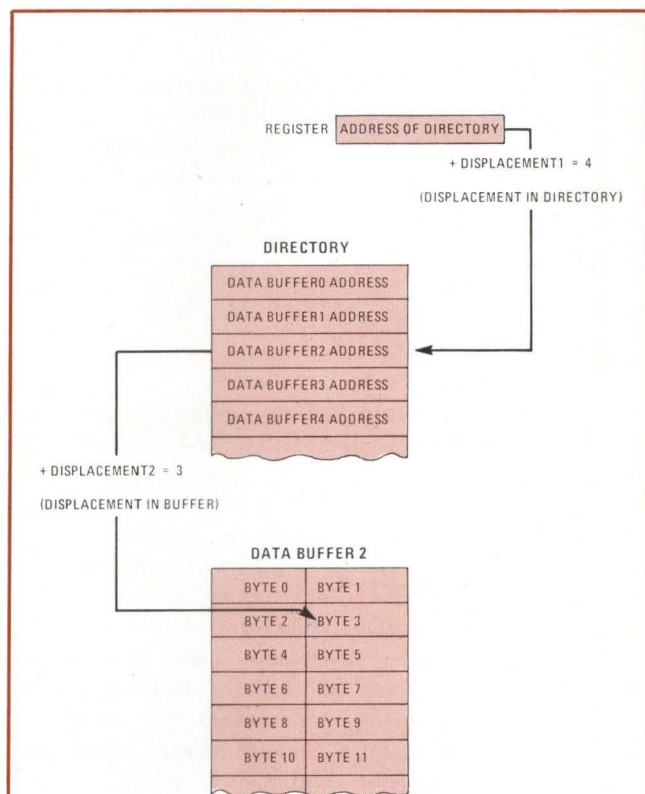 REGISTER ADDRESS OF DIRECTORY
+ DISPLACEMENT1 = 4
(DISPLACEMENT IN DIRECTORY)
DIRECTORY
DATA BUFFER0 ADDRESS
DATA BUFFER1 ADDRESS
DATA BUFFER2 ADDRESS
DATA BUFFER3 ADDRESS
DATA BUFFER4 ADDRESS
+ DISPLACEMENT2 = 3
(DISPLACEMENT IN BUFFER)
DATA BUFFER 2
BYTE 0 BYTE 1
BYTE 2 BYTE 3
BYTE 4 BYTE 5
BYTE 6 BYTE 7
BYTE 8 BYTE 9
BYTE 10 BYTE 11